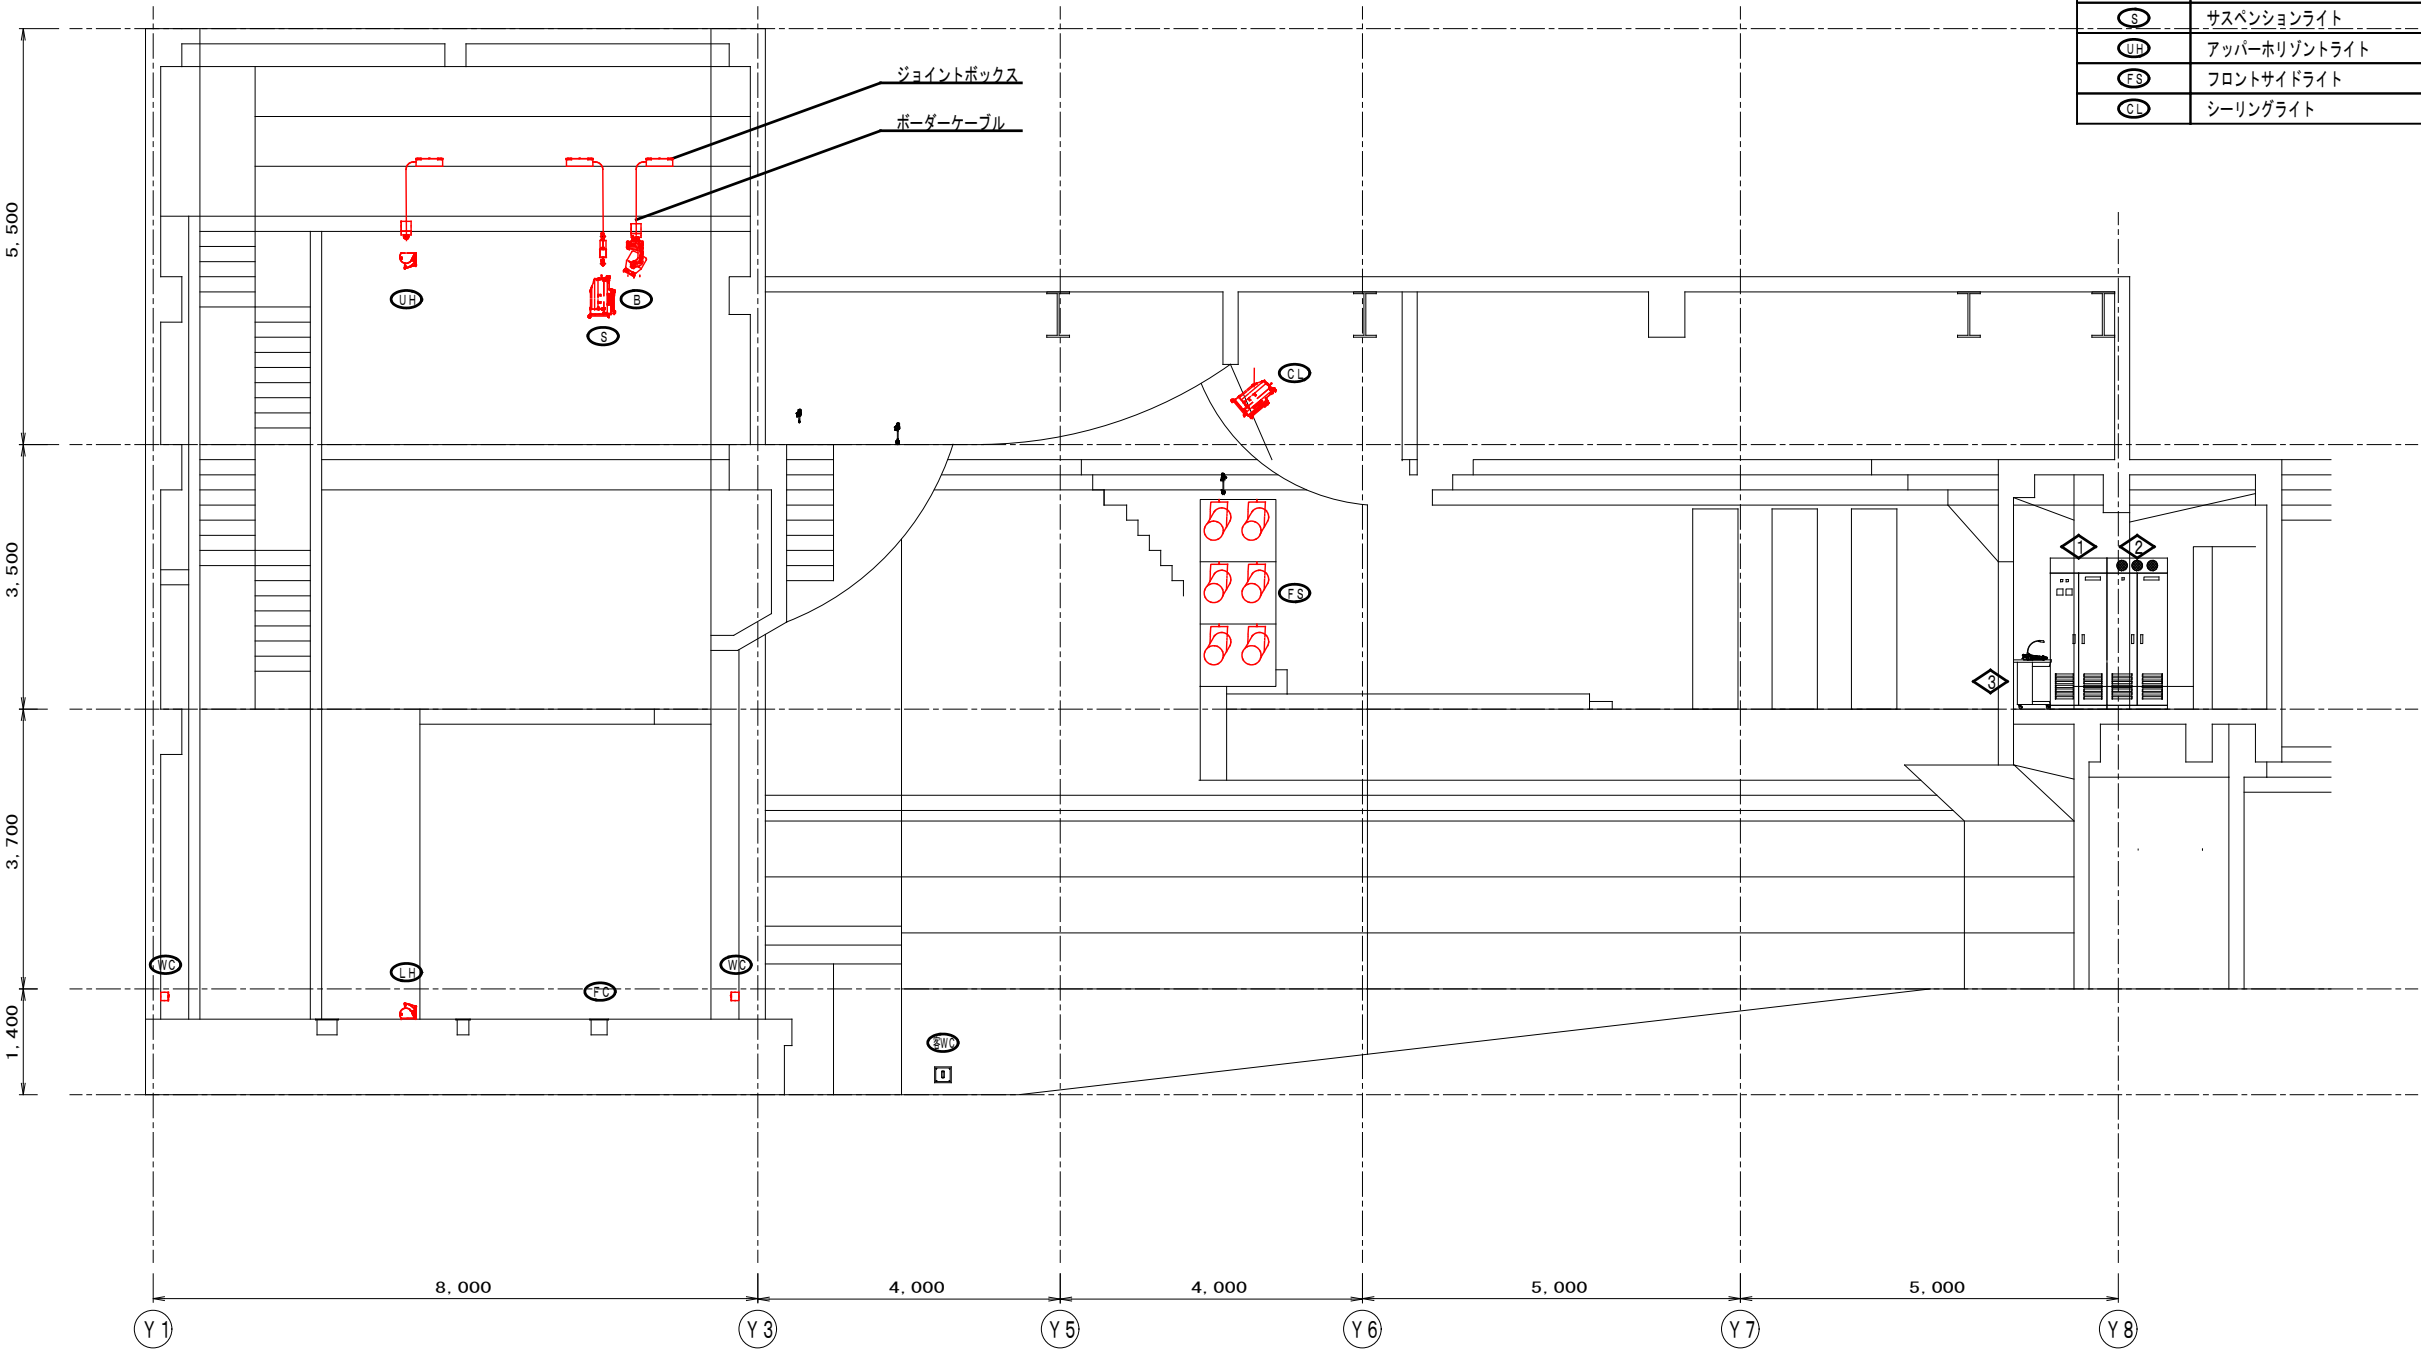 S サスペンションライト
UH アッパーホリゾントライト
FS フロントサイドライト
CL シーリングライト
ジョイントボックス
ボーダーケーブル
5,500
3,500
3,700
1,400
UH
B
S
CL
1
2
FS
3
WC
LH
FC
WC
8,000
4,000
4,000
5,000
5,000
Y1
Y3
Y5
Y6
Y7
Y8